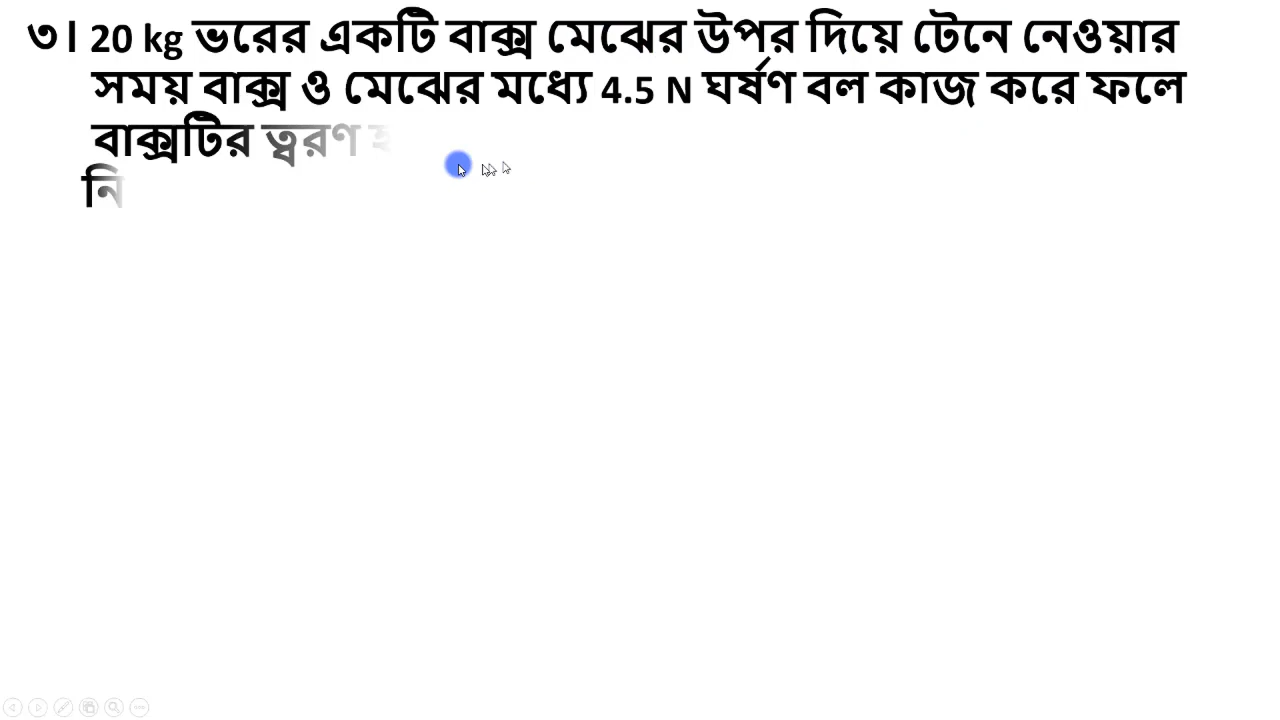 ৩। 20 kg ভরের একটি বাক্স মেঝের উপর দিয়ে টেনে নেওয়ার
সময় বাক্স ও মেঝের মধ্যে 4.5 N ঘর্ষণ বল কাজ করে ফলে
বাক্সটির ত্বরণ